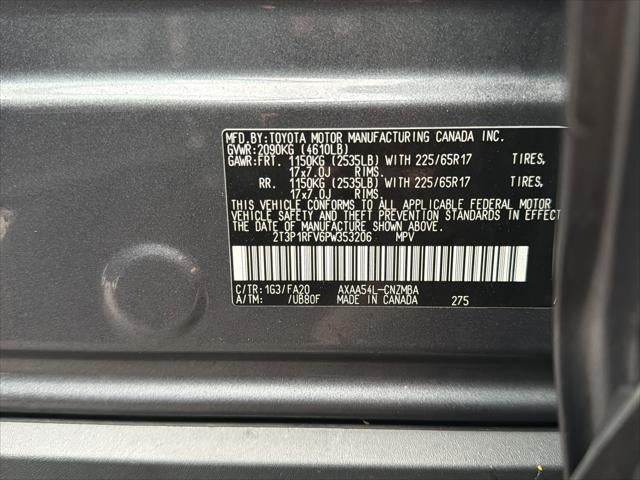 MFD.BY:TOYOTA MOTOR MANUFACTURING CANADA INC.
GVWR:2090KG (4610LB)
GAWR:FRT. 1150KG (2535LB) WITH 225/65R17 TIRES,
17x7.0J RIMS.
RR. 1150KG (2535LB) WITH 225/65R17 TIRES,
17x7.0J RIMS.
THIS VEHICLE CONFORMS TO ALL APPLICABLE FEDERAL MOTOR
VEHICLE SAFETY AND THEFT PREVENTION STANDARDS IN EFFECT ON
THE DATE OF MANUFACTURE SHOWN ABOVE.
2T3P1RFV6PW353206 MPV
C/TR:1G3/FA20 AXAA54L-CNZMBA
A/TM: /UB80F MADE IN CANADA 275